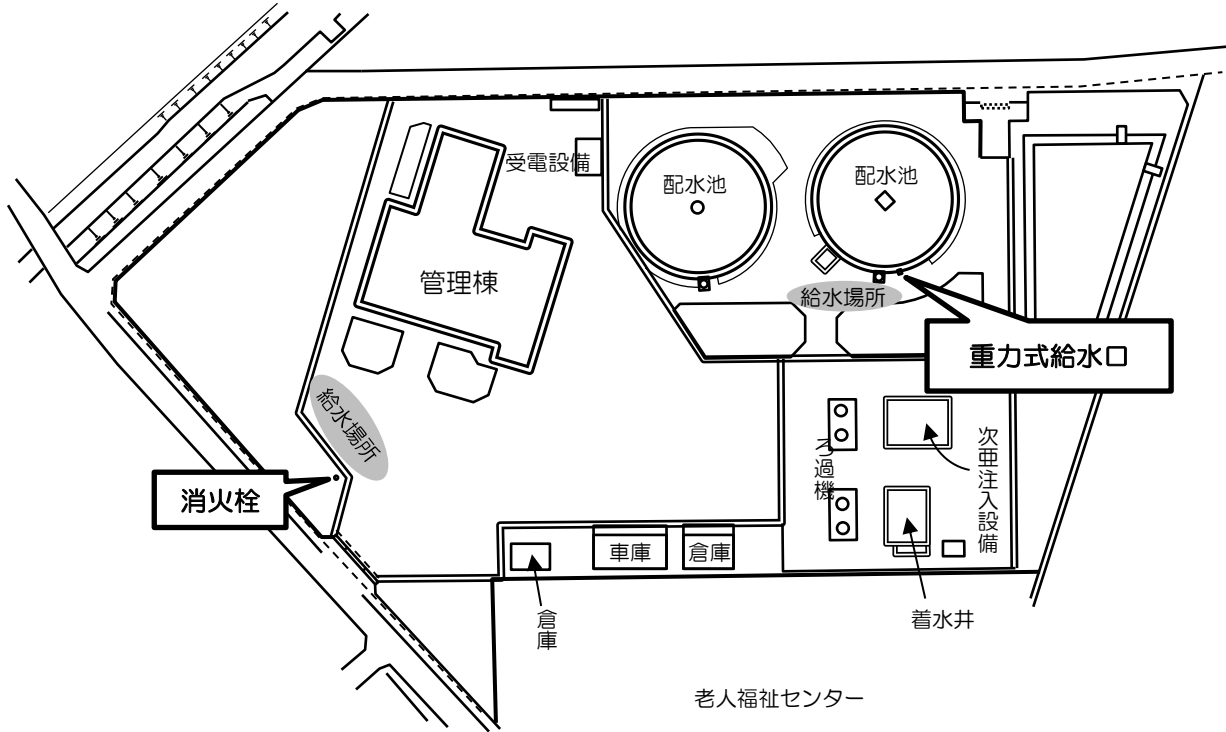 受電設備
配水池
配水池
管理棟
給水場所
重力式給水口
給水場所
消火栓
ろ過機
次亜注入設備
車庫
倉庫
倉庫
着水井
老人福祉センター